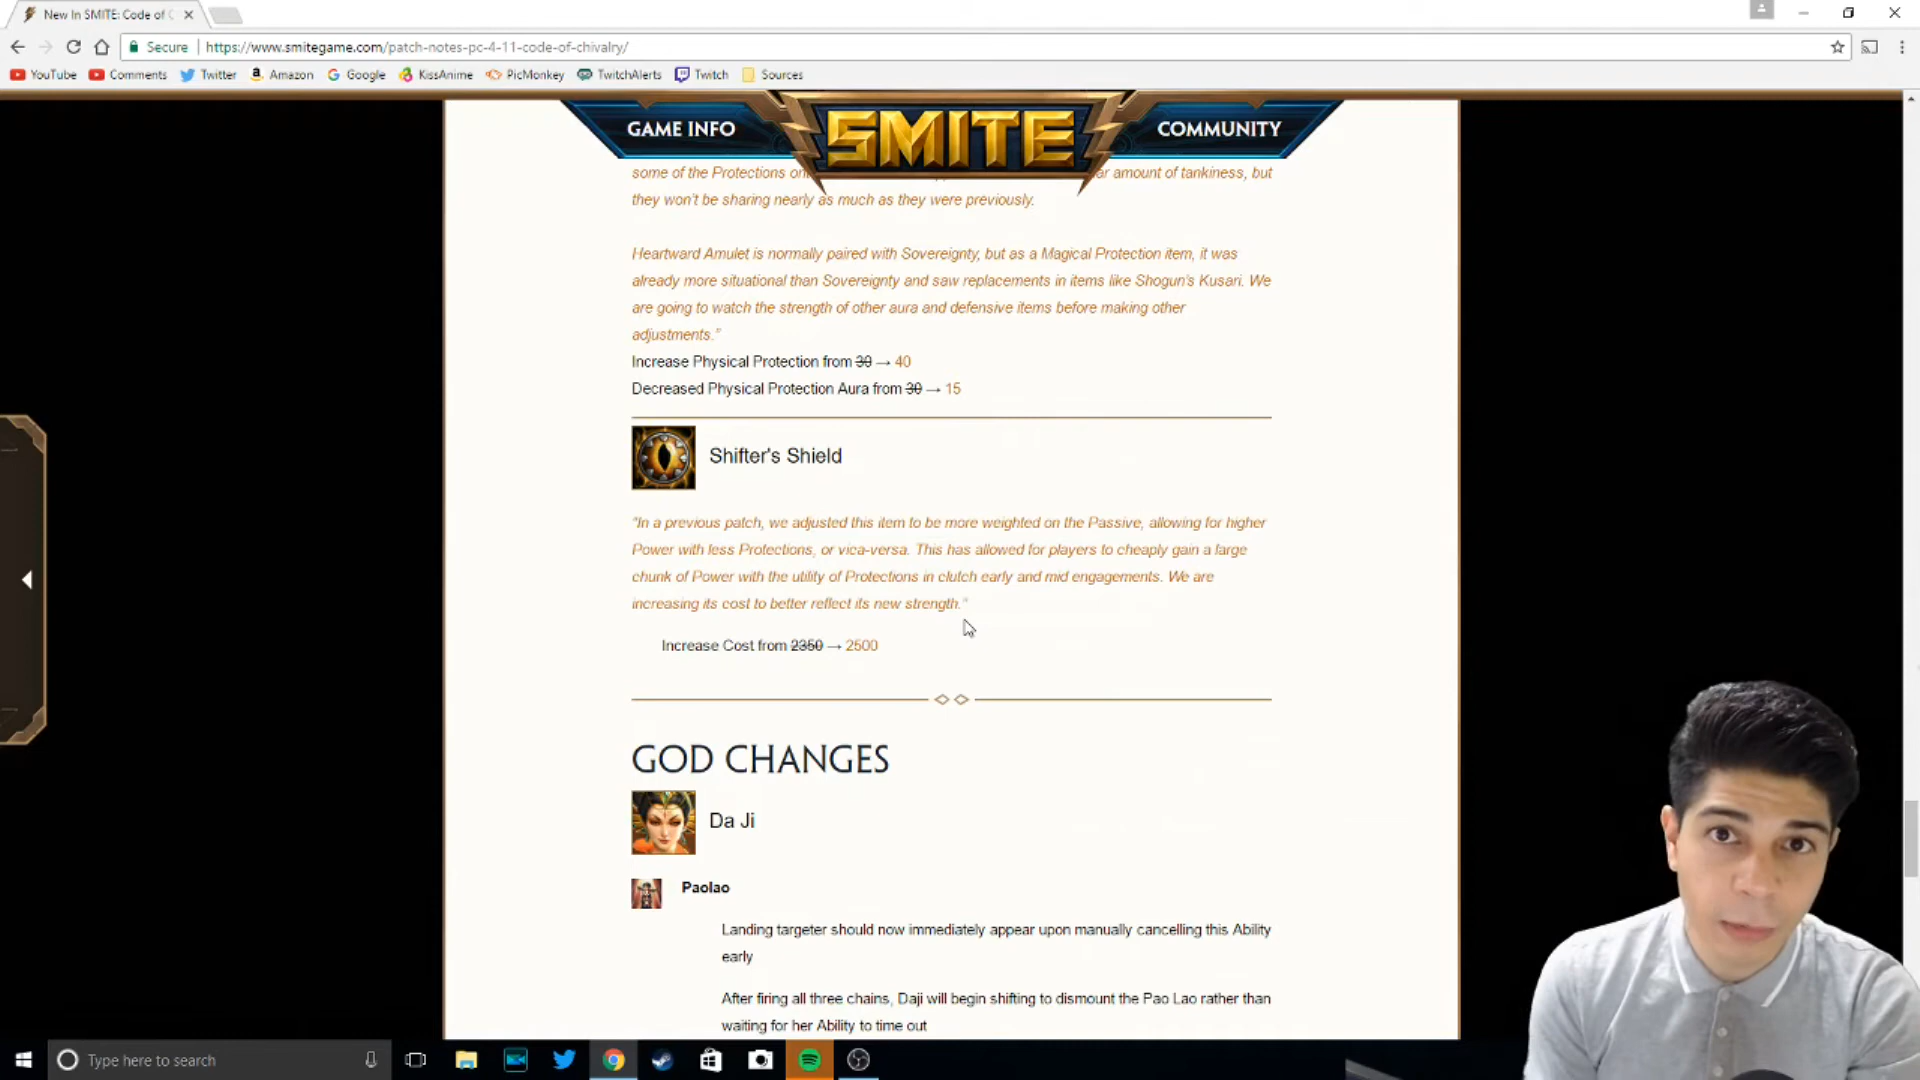 New In SMITE: Code of C
Secure
https://www.smitegame.com/patch-notes-pc-4-11-code-of-chivalry/
YouTube Comments Twitter Amazon Google KissAnime PicMonkey TwitchAlerts Twitch Sources
GAME INFO SMITE COMMUNITY
some of the Protections amount of tankiness, but
they won't be sharing nearly as much as they were previously.
Heartward Amulet is normally paired with Sovereignty, but as a Magical Protection item, it was
already more situational than Sovereignty and saw replacements in items like Shogun's Kusari. We
are going to watch the strength of other aura and defensive items before making other
adjustments."
Increase Physical Protection from 30 → 40
Decreased Physical Protection Aura from 30 → 15
Shifter's Shield
"In a previous patch, we adjusted this item to be more weighted on the Passive, allowing for higher
Power with less Protections, or vica-versa. This has allowed for players to cheaply gain a large
chunk of Power with the utility of Protections in clutch early and mid engagements. We are
increasing its cost to better reflect its new strength."
Increase Cost from 2350 → 2500
GOD CHANGES
Da Ji
Paolao
Landing targeter should now immediately appear upon manually cancelling this Ability
early
After firing all three chains, Daji will begin shifting to dismount the Pao Lao rather than
waiting for her Ability to time out
Type here to search